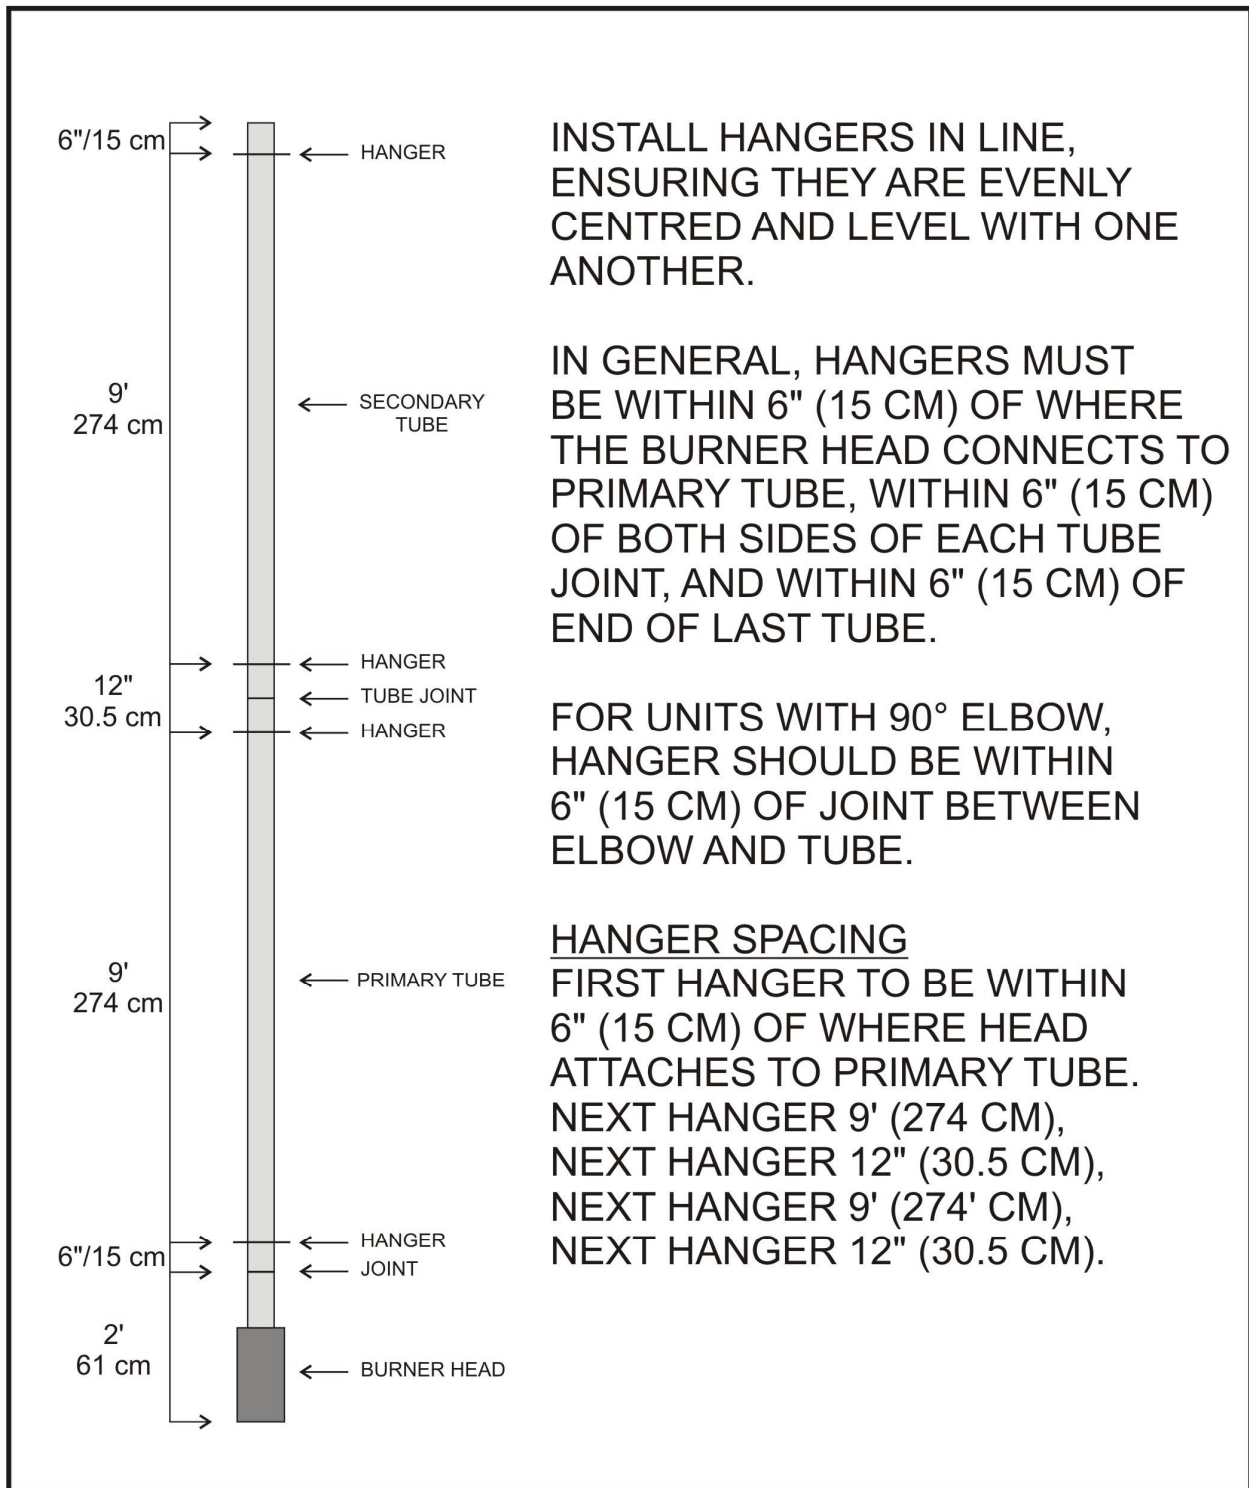 6"/15 cm
HANGER
9'
274 cm
SECONDARY
TUBE
HANGER
12"
30.5 cm
TUBE JOINT
HANGER
9'
274 cm
PRIMARY TUBE
HANGER
6"/15 cm
JOINT
2'
61 cm
BURNER HEAD
INSTALL HANGERS IN LINE,
ENSURING THEY ARE EVENLY
CENTRED AND LEVEL WITH ONE
ANOTHER.
IN GENERAL, HANGERS MUST
BE WITHIN 6" (15 CM) OF WHERE
THE BURNER HEAD CONNECTS TO
PRIMARY TUBE, WITHIN 6" (15 CM)
OF BOTH SIDES OF EACH TUBE
JOINT, AND WITHIN 6" (15 CM) OF
END OF LAST TUBE.
FOR UNITS WITH 90° ELBOW,
HANGER SHOULD BE WITHIN
6" (15 CM) OF JOINT BETWEEN
ELBOW AND TUBE.
HANGER SPACING
FIRST HANGER TO BE WITHIN
6" (15 CM) OF WHERE HEAD
ATTACHES TO PRIMARY TUBE.
NEXT HANGER 9' (274 CM),
NEXT HANGER 12" (30.5 CM),
NEXT HANGER 9' (274' CM),
NEXT HANGER 12" (30.5 CM).